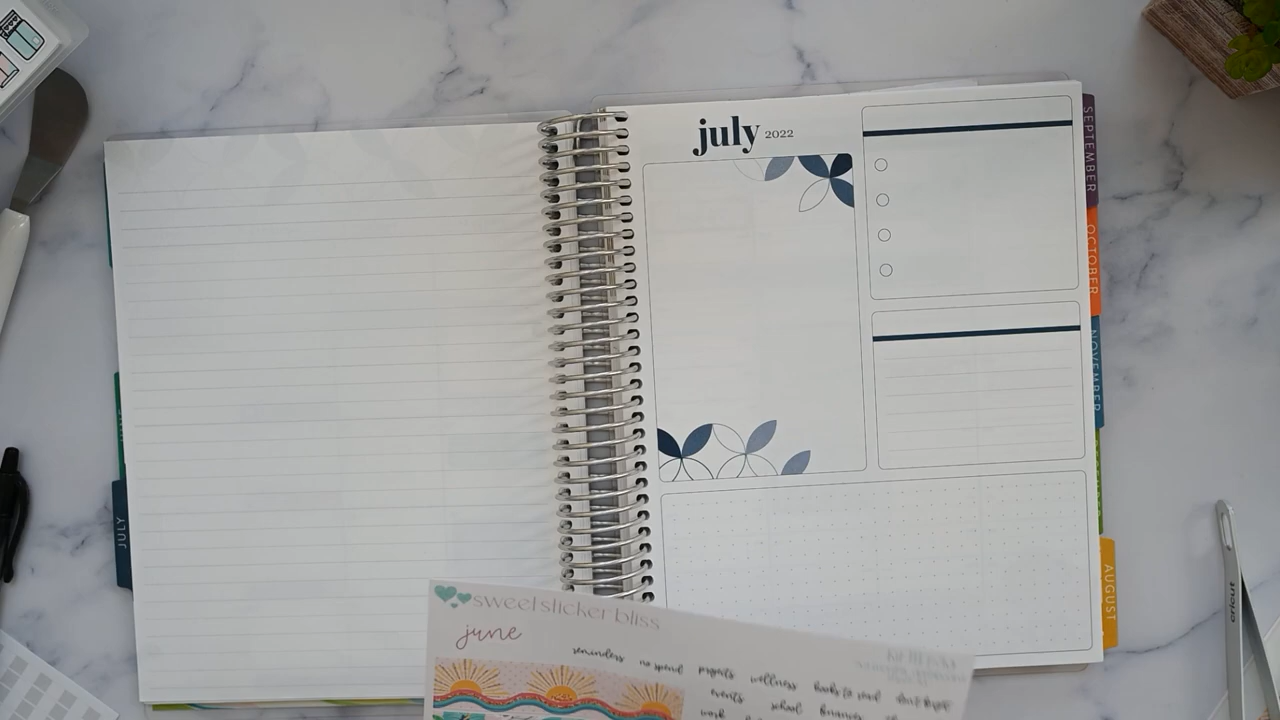 july 2022
SEPTEMBER
OCTOBER
NOVEMBER
AUGUST
JULY
sweet sticker bliss
june
reminders no spend projects wellness books to read
events school finances
work
cricut